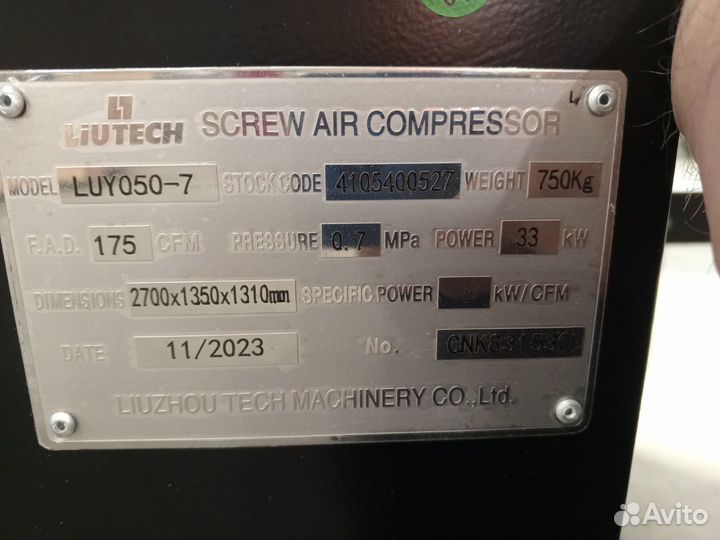 LiUTECH SCREW AIR COMPRESSOR
MODEL LUY050-7 STOCK CODE 4105400527 WEIGHT 750Kg
F.A.D. 175 CFM PRESSURE 0.7 MPa POWER 33 kW
DIMENSIONS 2700x1350x1310mm SPECIFIC POWER kW/CFM
DATE 11/2023 No.
LIUZHOU TECH MACHINERY CO.,Ltd.
Avito